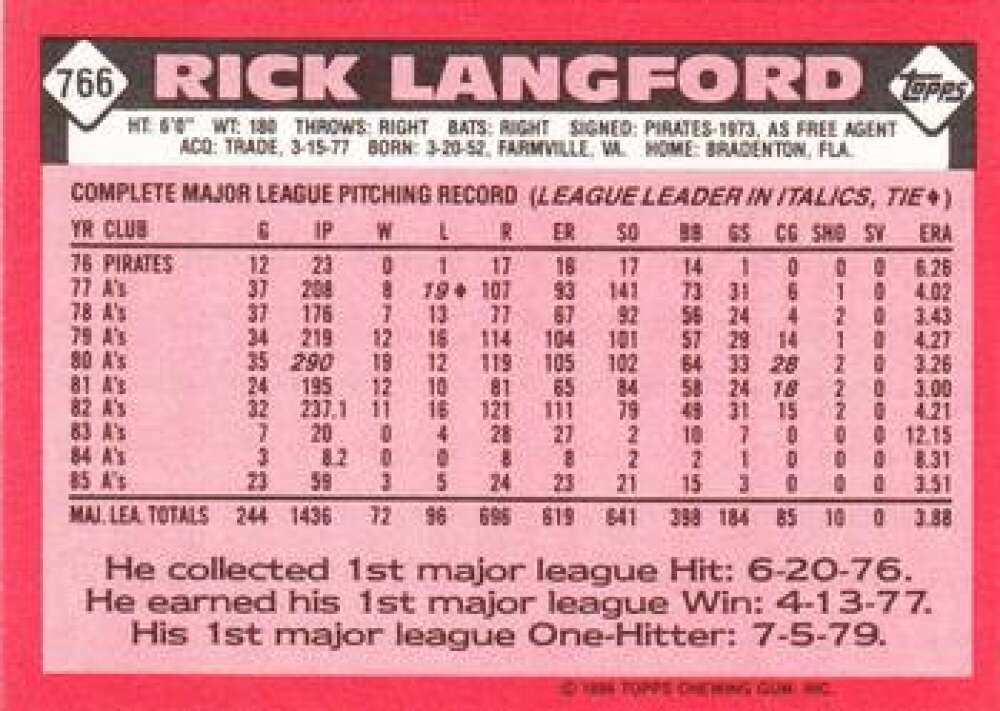 766 RICK LANGFORD Topps
HT: 6'0" WT: 180 THROWS: RIGHT BATS: RIGHT SIGNED: PIRATES-1973, AS FREE AGENT
ACQ: TRADE, 3-15-77 BORN: 3-20-52, FARMVILLE, VA. HOME: BRADENTON, FLA.
COMPLETE MAJOR LEAGUE PITCHING RECORD (LEAGUE LEADER IN ITALICS, TIE ♦)
YR CLUB G IP W L R ER SO BB GS CG SHO SV ERA
76 PIRATES 12 23 0 1 17 16 17 14 1 0 0 0 6.26
77 A's 37 208 8 19♦ 107 93 141 73 31 6 1 0 4.02
78 A's 37 176 7 13 77 67 92 56 24 4 2 0 3.43
79 A's 34 219 12 16 114 104 101 57 29 14 1 0 4.27
80 A's 35 290 19 12 119 105 102 64 33 28 2 0 3.26
81 A's 24 195 12 10 81 65 84 58 24 18 2 0 3.00
82 A's 32 237.1 11 16 121 111 79 49 31 15 2 0 4.21
83 A's 7 20 0 4 28 27 2 10 7 0 0 0 12.15
84 A's 3 8.2 0 0 8 8 2 2 1 0 0 0 8.31
85 A's 23 59 3 5 24 23 21 15 3 0 0 0 3.51
MAJ. LEA. TOTALS 244 1436 72 96 696 619 641 398 184 85 10 0 3.88
He collected 1st major league Hit: 6-20-76.
He earned his 1st major league Win: 4-13-77.
His 1st major league One-Hitter: 7-5-79.
© 1986 TOPPS CHEWING GUM, INC.